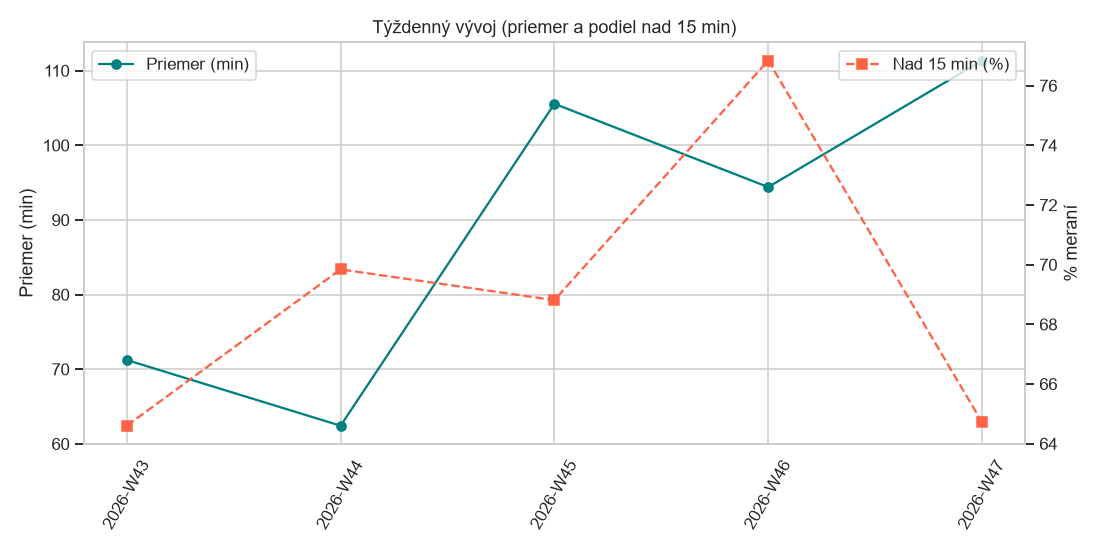 Týždenný vývoj (priemer a podiel nad 15 min)
Priemer (min)
Nad 15 min (%)
Priemer (min)
110
100
90
80
70
60
% meraní
76
74
72
70
68
66
64
2026-W43
2026-W44
2026-W45
2026-W46
2026-W47